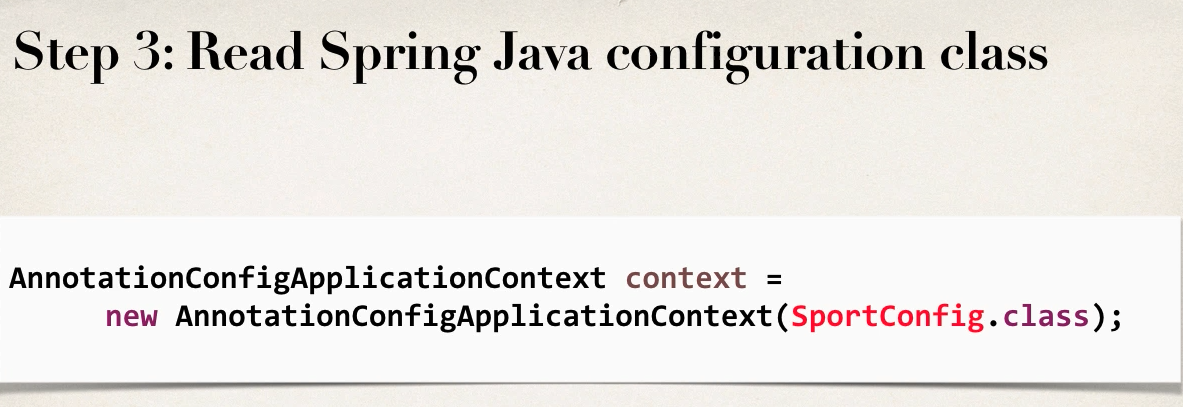 Step 3: Read Spring Java configuration class
AnnotationConfigApplicationContext context =
new AnnotationConfigApplicationContext(SportConfig.class);